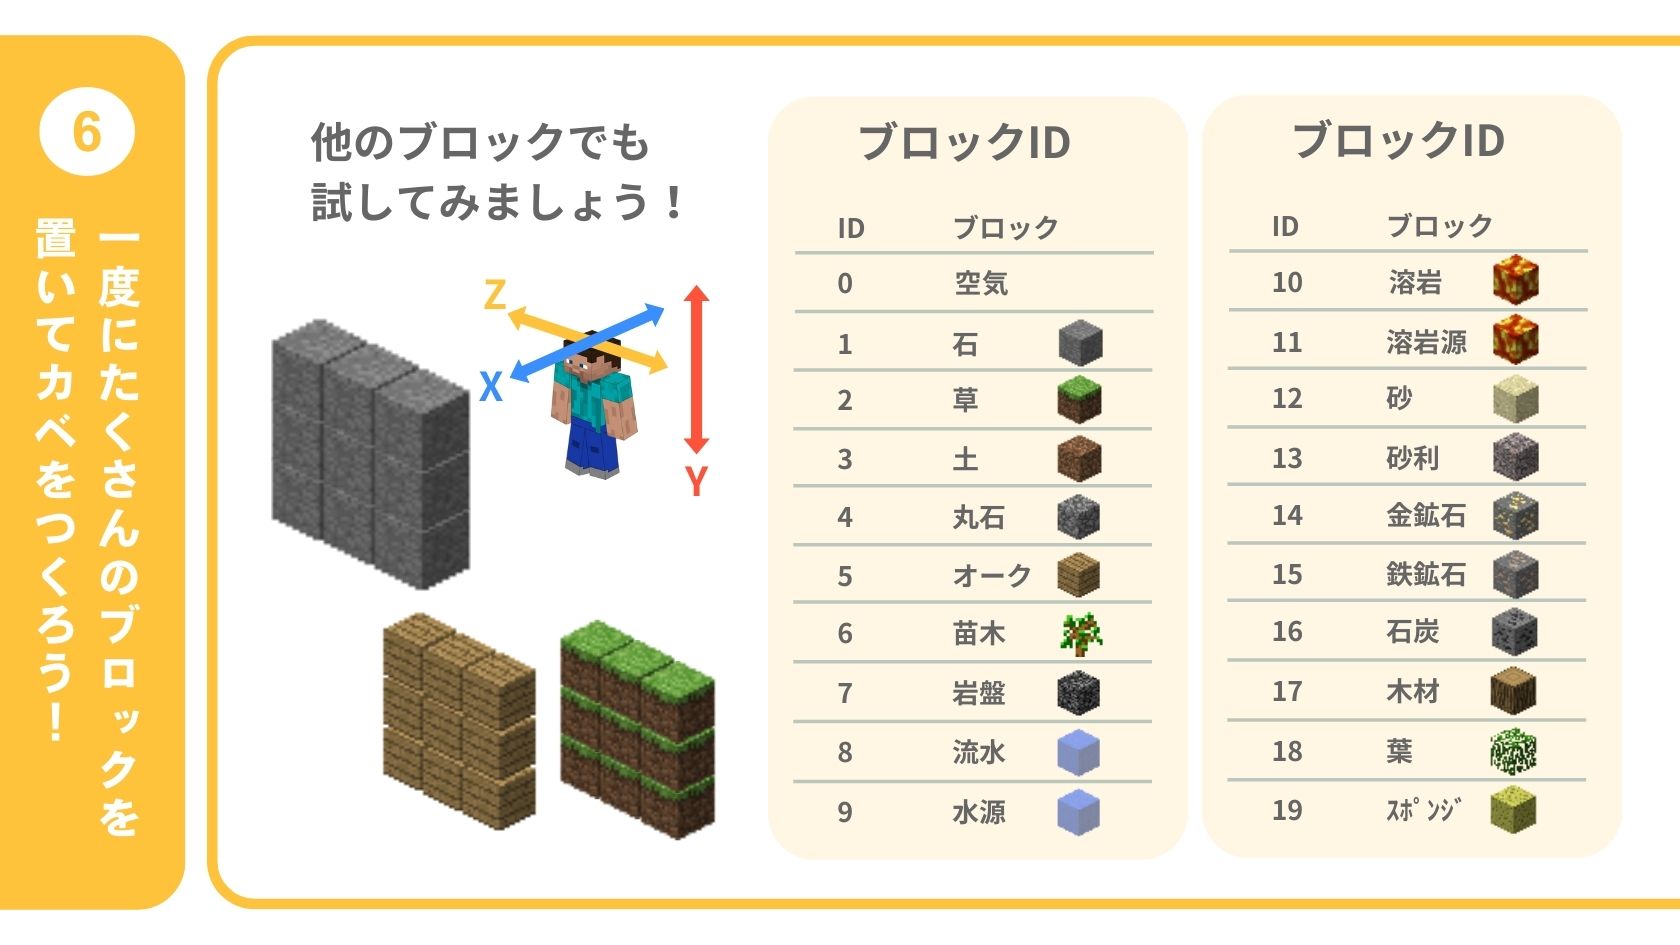 6
一度にたくさんのブロックを
置いてカベをつくろう！
他のブロックでも
試してみましょう！
Z
X
Y
ブロックID
ID ブロック
0 空気
1 石
2 草
3 土
4 丸石
5 オーク
6 苗木
7 岩盤
8 流水
9 水源
ブロックID
ID ブロック
10 溶岩
11 溶岩源
12 砂
13 砂利
14 金鉱石
15 鉄鉱石
16 石炭
17 木材
18 葉
19 ｽﾎﾟﾝｼﾞ